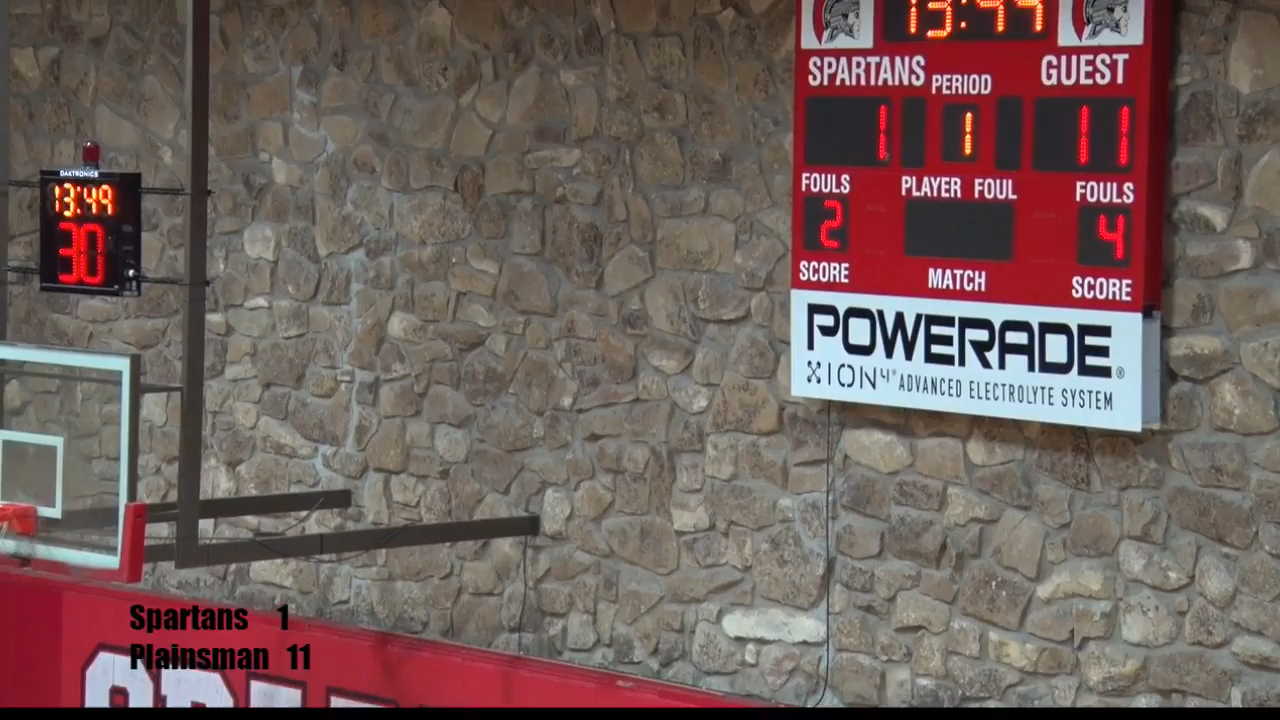 13:49
SPARTANS PERIOD GUEST
1 1 11
FOULS PLAYER FOUL FOULS
2 4
SCORE MATCH SCORE
POWERADE®
ION4® ADVANCED ELECTROLYTE SYSTEM
DAKTRONICS
13:49
30
Spartans 1
Plainsman 11